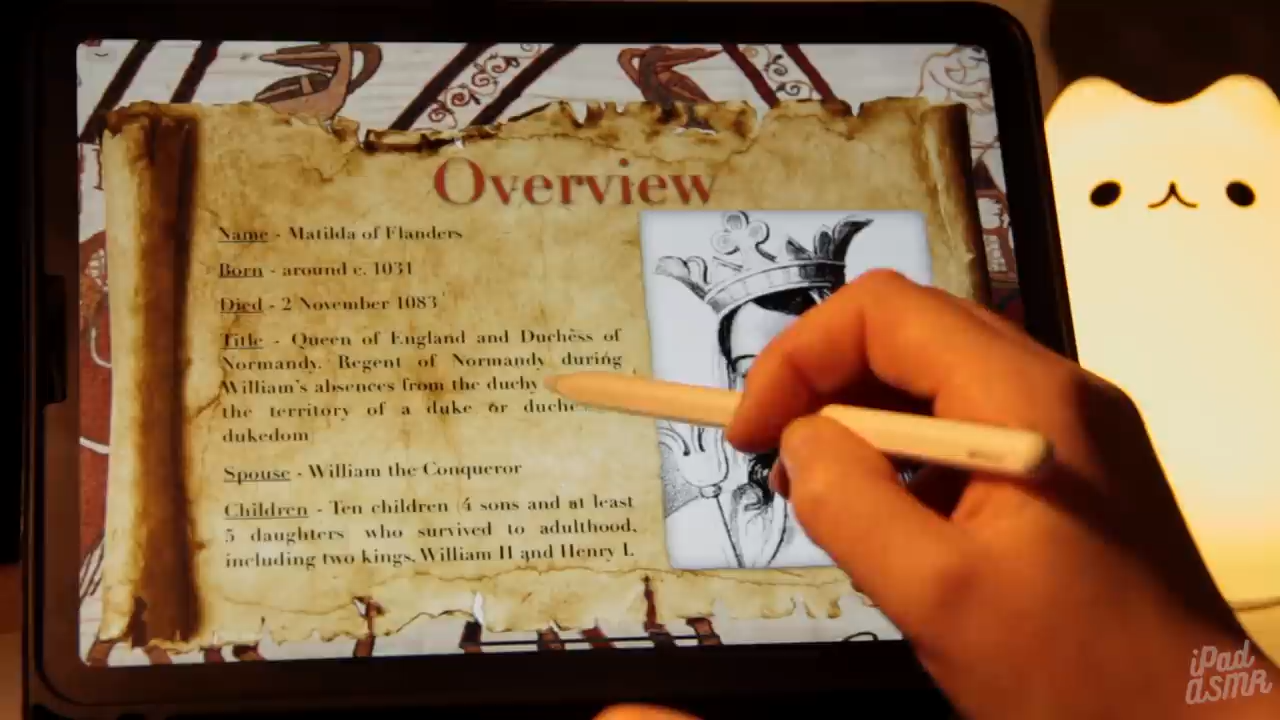 Overview
Name - Matilda of Flanders
Born - around c. 1031
Died - 2 November 1083
Title - Queen of England and Duchess of
Normandy. Regent of Normandy during
William's absences from the duchy
the territory of a duke or
dukedom
Spouse - William the Conqueror
Children - Ten children (4 sons and at least
5 daughters who survived to adulthood,
including two kings, William II and Henry I.
iPad
ASMR